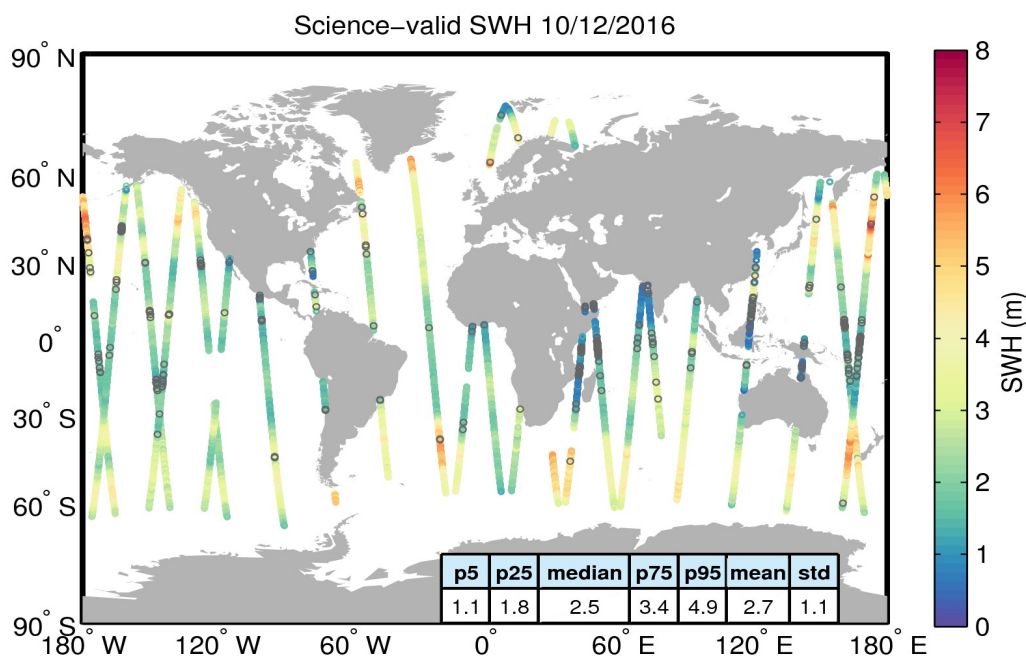 Science−valid SWH 10/12/2016
90° N
60° N
30° N
0°
30° S
60° S
90° S
180° W 120° W 60° W 0° 60° E 120° E 180° E
p5 p25 median p75 p95 mean std
1.1 1.8 2.5 3.4 4.9 2.7 1.1
8
7
6
5
4
3
2
1
0
SWH (m)